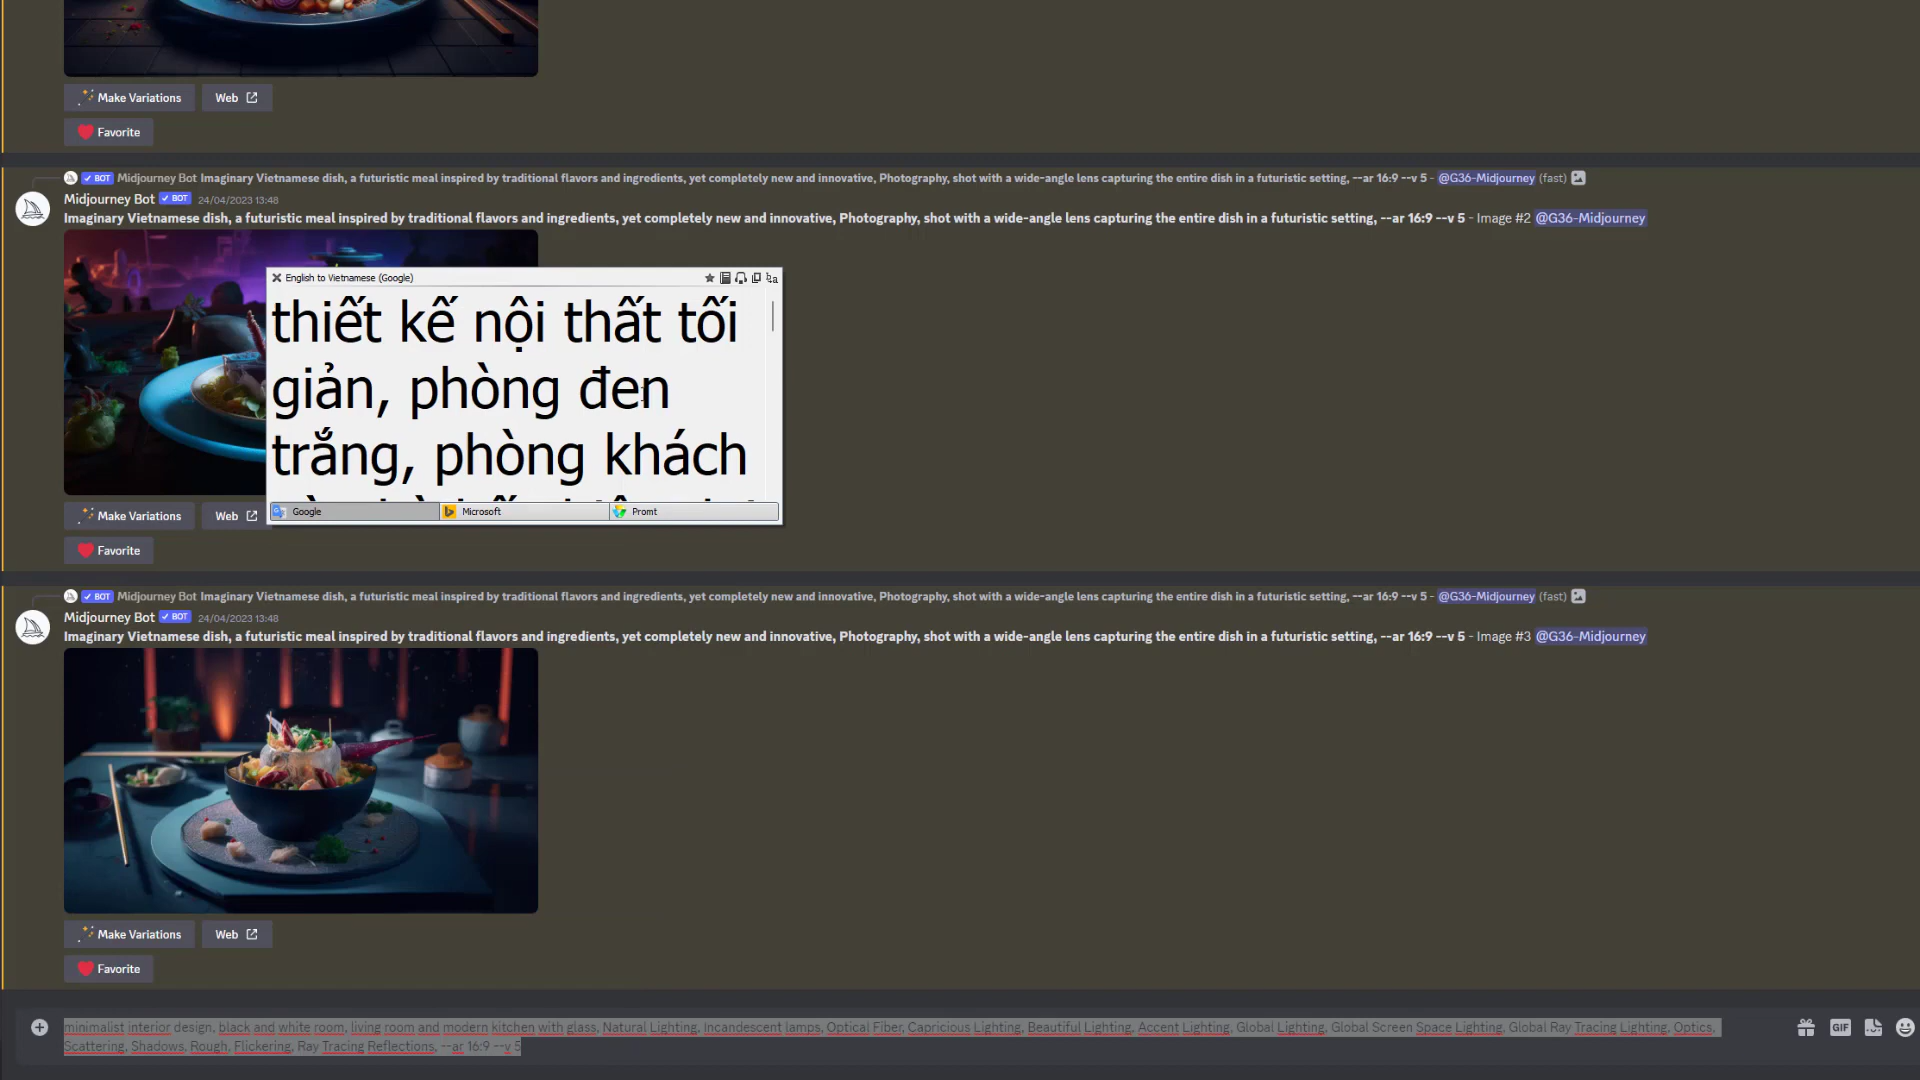 Make Variations
Web
Favorite
BOT Midjourney Bot Imaginary Vietnamese dish, a futuristic meal inspired by traditional flavors and ingredients, yet completely new and innovative, Photography, shot with a wide-angle lens capturing the entire dish in a futuristic setting, --ar 16:9 --v 5 - @G36-Midjourney (fast)
Midjourney Bot BOT 24/04/2023 13:48
Imaginary Vietnamese dish, a futuristic meal inspired by traditional flavors and ingredients, yet completely new and innovative, Photography, shot with a wide-angle lens capturing the entire dish in a futuristic setting, --ar 16:9 --v 5 - Image #2 @G36-Midjourney
English to Vietnamese (Google)
thiết kế nội thất tối
giản, phòng đen
trắng, phòng khách
Google
Microsoft
Promt
Make Variations
Web
Favorite
BOT Midjourney Bot Imaginary Vietnamese dish, a futuristic meal inspired by traditional flavors and ingredients, yet completely new and innovative, Photography, shot with a wide-angle lens capturing the entire dish in a futuristic setting, --ar 16:9 --v 5 - @G36-Midjourney (fast)
Midjourney Bot BOT 24/04/2023 13:48
Imaginary Vietnamese dish, a futuristic meal inspired by traditional flavors and ingredients, yet completely new and innovative, Photography, shot with a wide-angle lens capturing the entire dish in a futuristic setting, --ar 16:9 --v 5 - Image #3 @G36-Midjourney
Make Variations
Web
Favorite
minimalist interior design, black and white room, living room and modern kitchen with glass, Natural Lighting, Incandescent lamps, Optical Fiber, Capricious Lighting, Beautiful Lighting, Accent Lighting, Global Lighting, Global Screen Space Lighting, Global Ray Tracing Lighting, Optics,
Scattering, Shadows, Rough, Flickering, Ray Tracing Reflections, --ar 16:9 --v 5
GIF